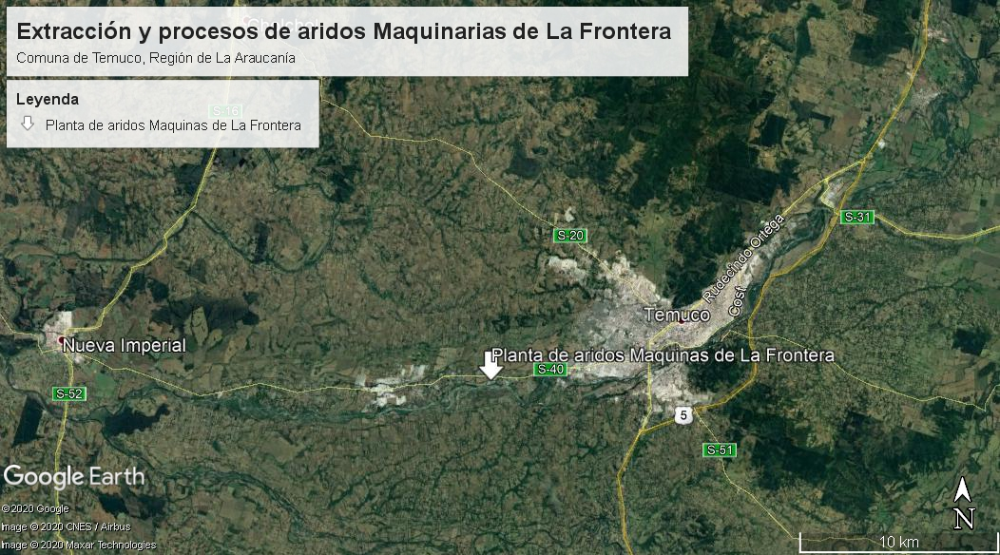 Cholchol
Extracción y procesos de aridos Maquinarias de La Frontera
Comuna de Temuco, Región de La Araucanía
Leyenda
Planta de aridos Maquinas de La Frontera
S-16
S-20
S-31
Rudecindo Ortega
Cost
Temuco
Nueva Imperial
Planta de aridos Maquinas de La Frontera
S-40
S-52
5
S-51
Google Earth
©2020 Google
Image © 2020 CNES / Airbus
Image © 2020 Maxar Technologies
N
10 km